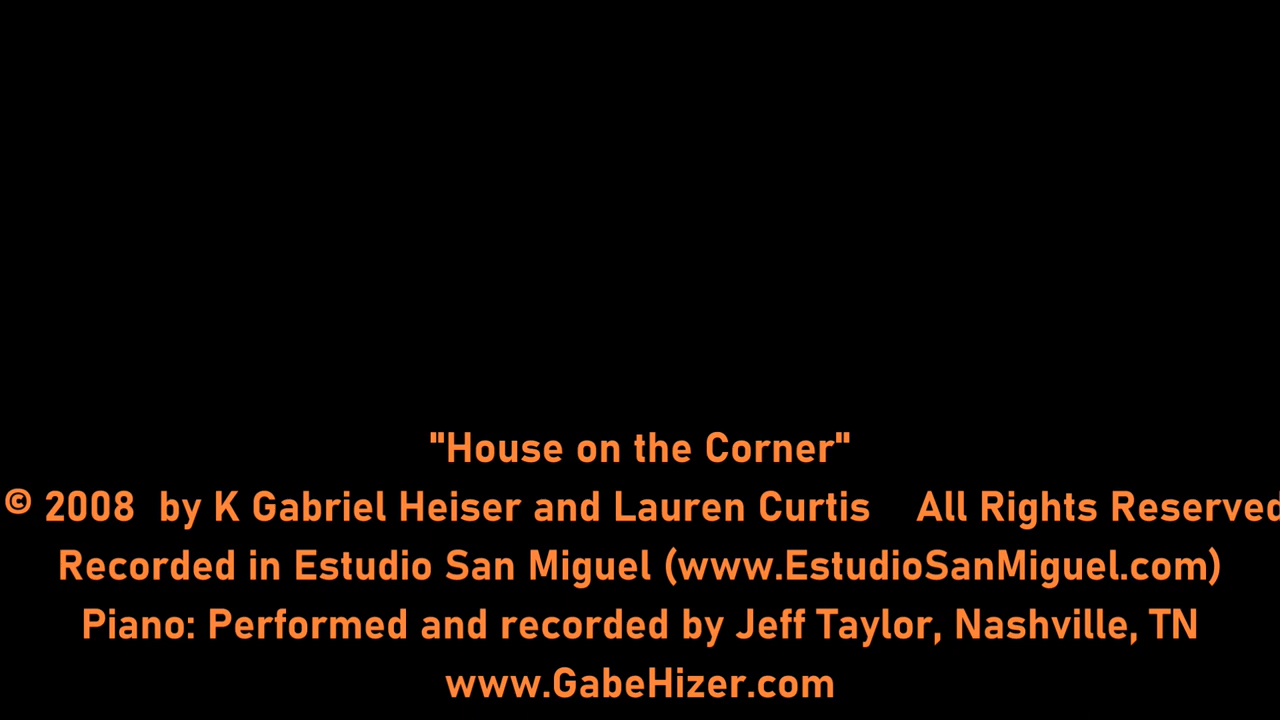 "House on the Corner"
© 2008 by K Gabriel Heiser and Lauren Curtis All Rights Reserved
Recorded in Estudio San Miguel (www.EstudioSanMiguel.com)
Piano: Performed and recorded by Jeff Taylor, Nashville, TN
www.GabeHizer.com